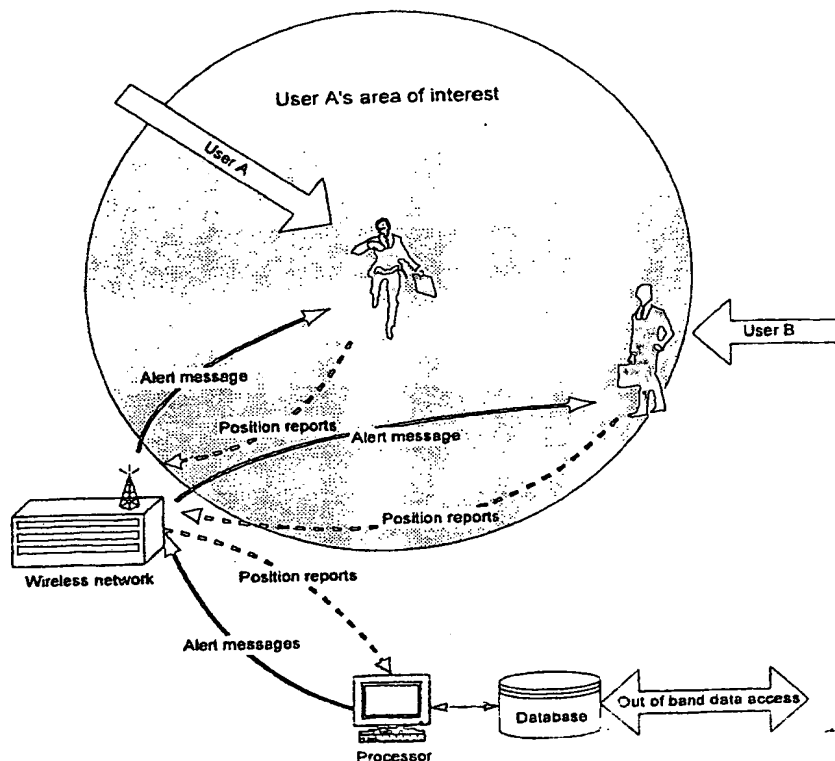 User A's area of interest
User A
User B
Alert message
Position reports
Alert message
Position reports
Wireless network
Position reports
Alert messages
Out of band data access
Database
Processor